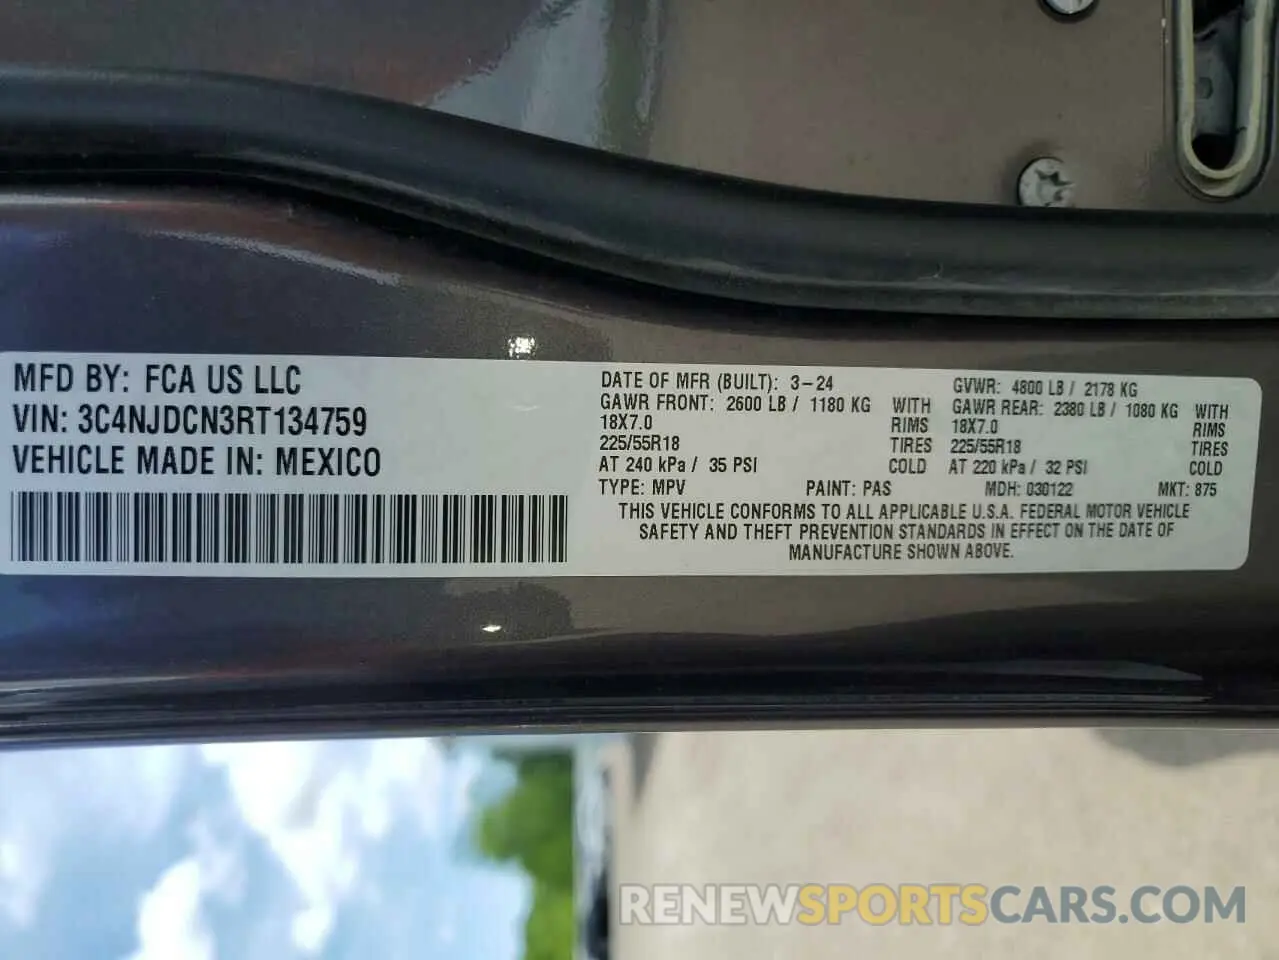 MFD BY: FCA US LLC
VIN: 3C4NJDCN3RT134759
VEHICLE MADE IN: MEXICO
DATE OF MFR (BUILT): 3-24
GAWR FRONT: 2600 LB / 1180 KG WITH
18X7.0 RIMS
225/55R18 TIRES
AT 240 kPa / 35 PSI COLD
GVWR: 4800 LB / 2178 KG
GAWR REAR: 2380 LB / 1080 KG WITH
18X7.0 RIMS
225/55R18 TIRES
AT 220 kPa / 32 PSI COLD
TYPE: MPV PAINT: PAS MDH: 030122 MKT: 875
THIS VEHICLE CONFORMS TO ALL APPLICABLE U.S.A. FEDERAL MOTOR VEHICLE
SAFETY AND THEFT PREVENTION STANDARDS IN EFFECT ON THE DATE OF
MANUFACTURE SHOWN ABOVE.
RENEWSPORTSCARS.COM